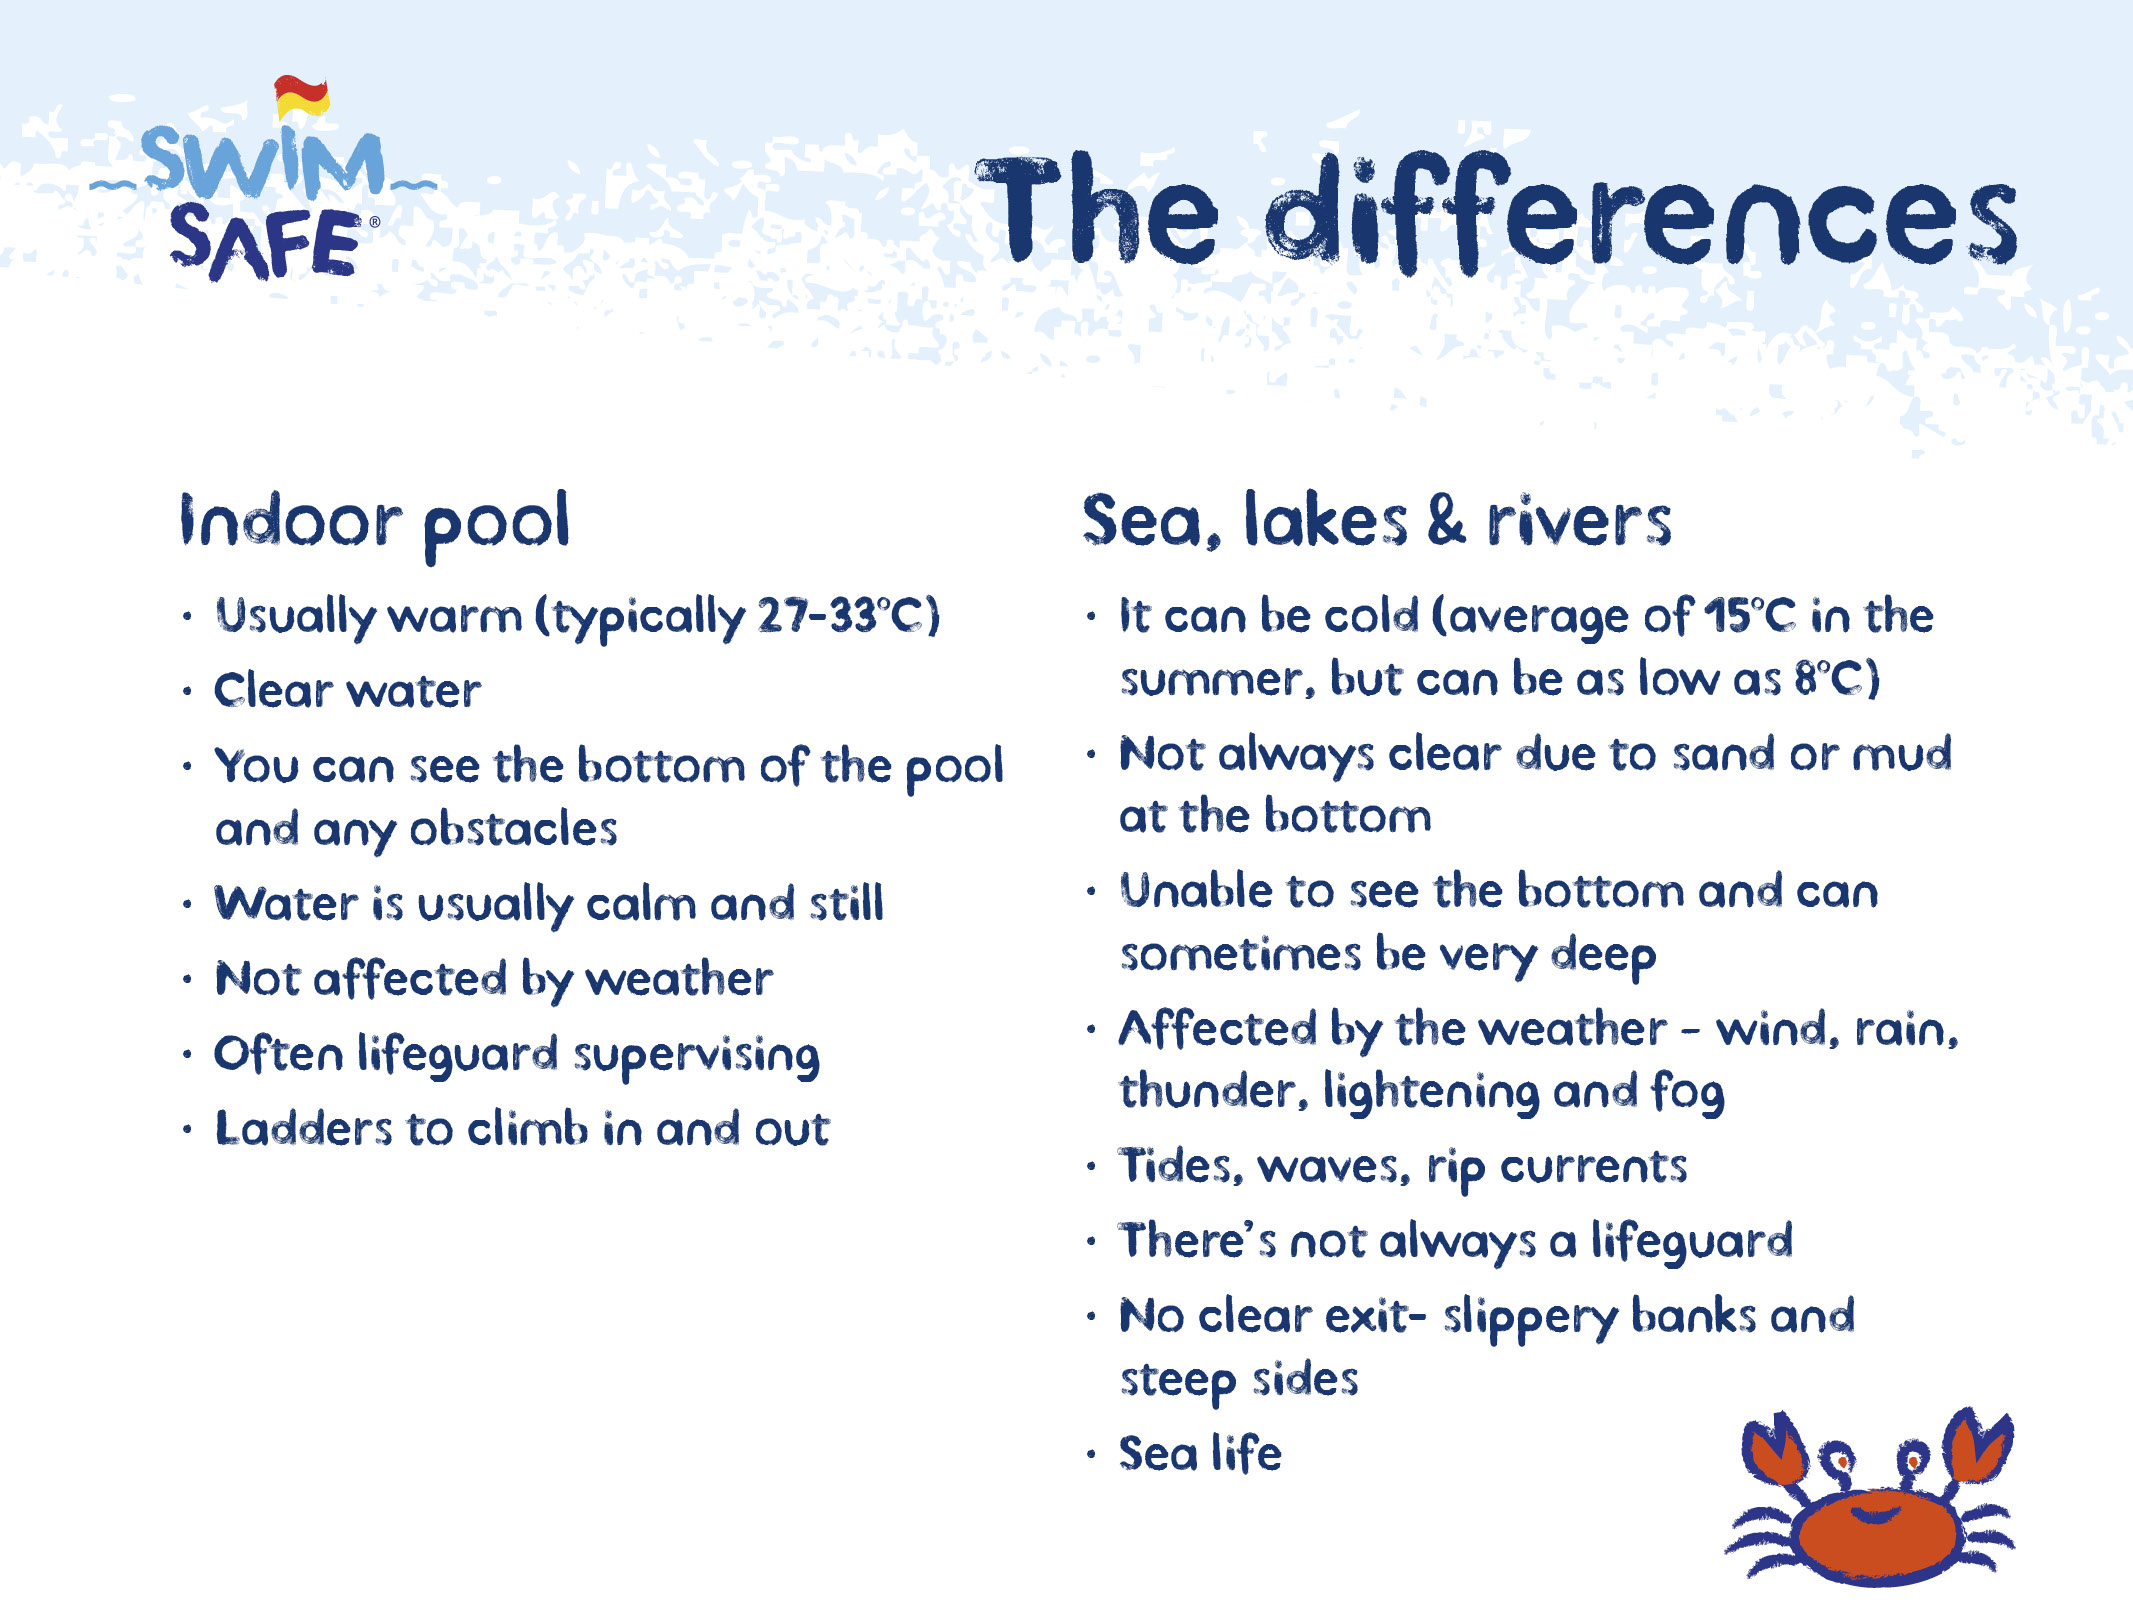 SWIM
SAFE®
The differences
Indoor pool
• Usually warm (typically 27-33°C)
• Clear water
• You can see the bottom of the pool
and any obstacles
• Water is usually calm and still
• Not affected by weather
• Often lifeguard supervising
• Ladders to climb in and out
Sea, lakes & rivers
• It can be cold (average of 15°C in the
summer, but can be as low as 8°C)
• Not always clear due to sand or mud
at the bottom
• Unable to see the bottom and can
sometimes be very deep
• Affected by the weather - wind, rain,
thunder, lightening and fog
• Tides, waves, rip currents
• There's not always a lifeguard
• No clear exit- slippery banks and
steep sides
• Sea life